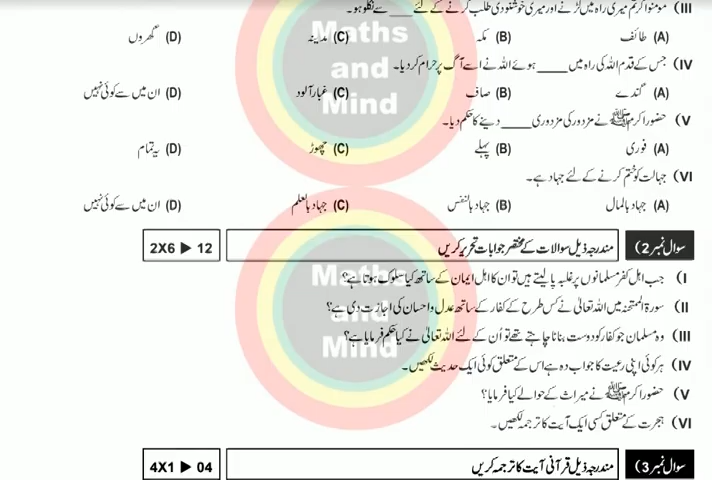 III) مومنو! اگر تم میری راہ میں لڑنے اور میری خوشنودی طلب کرنے کے لئے ____ سے نکلو ہو۔
(A) طائف (B) مکہ (C) مدینہ (D) گھروں
IV) جس کے قدم اللہ کی راہ میں ____ ہوئے اللہ نے اسے آگ پر حرام کر دیا۔
(A) گندے (B) صاف (C) غبار آلود (D) ان میں سے کوئی نہیں
V) حضور اکرم ﷺ نے مزدور کی مزدوری ____ دینے کا حکم دیا۔
(A) فوری (B) پہلے (C) چھوڑ (D) یہ تمام
VI) جہالت کو ختم کرنے کے لئے جہاد ہے۔
(A) جہاد بالمال (B) جہاد بالنفس (C) جہاد بالعلم (D) ان میں سے کوئی نہیں
سوال نمبر 2) مندرجہ ذیل سوالات کے مختصر جوابات تحریر کریں 2X6 ▶ 12
I) جب اہل کفر مسلمانوں پر غلبہ پا لیتے ہیں تو ان کا اہل ایمان کے ساتھ کیا سلوک ہوتا ہے؟
II) سورۃ الممتحنہ میں اللہ تعالیٰ نے کس طرح کے کفار کے ساتھ عدل و احسان کی اجازت دی ہے؟
III) وہ مسلمان جو کفار کو دوست بنانا چاہتے تھے تو اُن کے لئے اللہ تعالیٰ نے کیا حکم فرمایا ہے؟
IV) ہر کوئی اپنی رعیت کا جواب دہ ہے اس کے متعلق کوئی ایک حدیث لکھیں۔
V) حضور اکرم ﷺ نے میراث کے حوالے کیا فرمایا؟
VI) ہجرت کے متعلق کسی ایک آیت کا ترجمہ لکھیں۔
سوال نمبر 3) مندرجہ ذیل قرآنی آیت کا ترجمہ کریں 4X1 ▶ 04
Maths
and
Mind
Maths
and
Mind